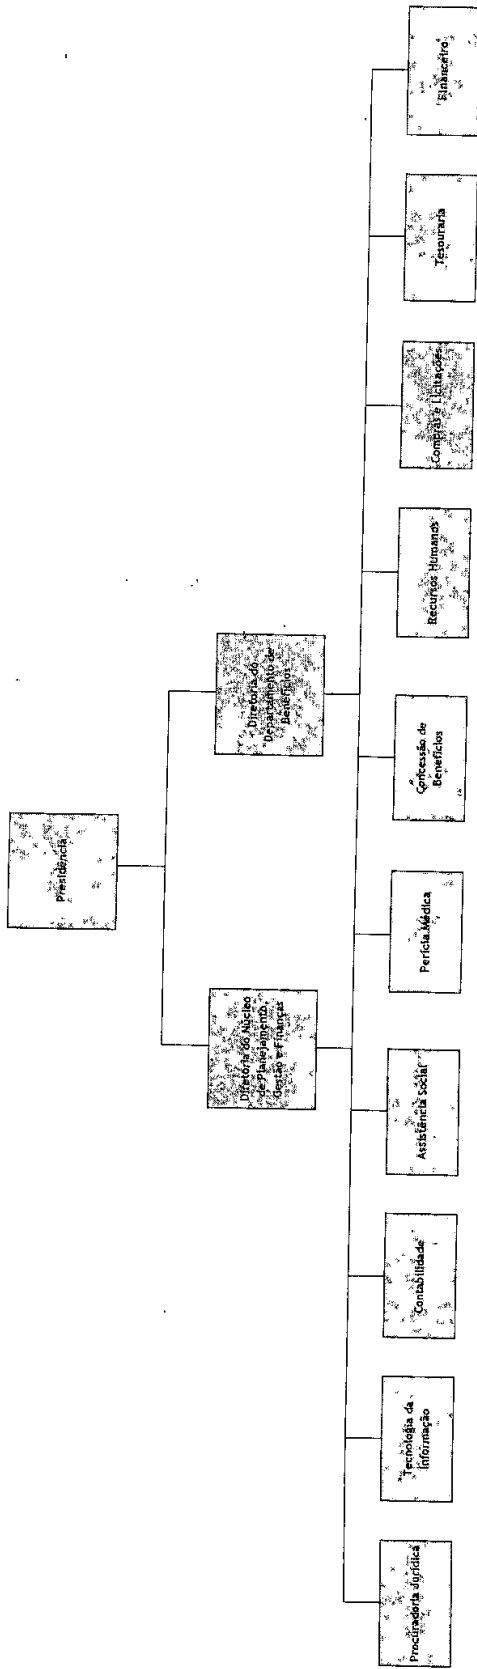 Presidência
Diretoria do Núcleo
de Planejamento,
Gestão e Finanças
Diretoria do
Departamento de
Benefícios
Procuradoria Jurídica
Tecnologia da
Informação
Contabilidade
Assistência Social
Perícia Médica
Concessão de
Benefícios
Recursos Humanos
Compras e Licitações
Tesouraria
Financeiro